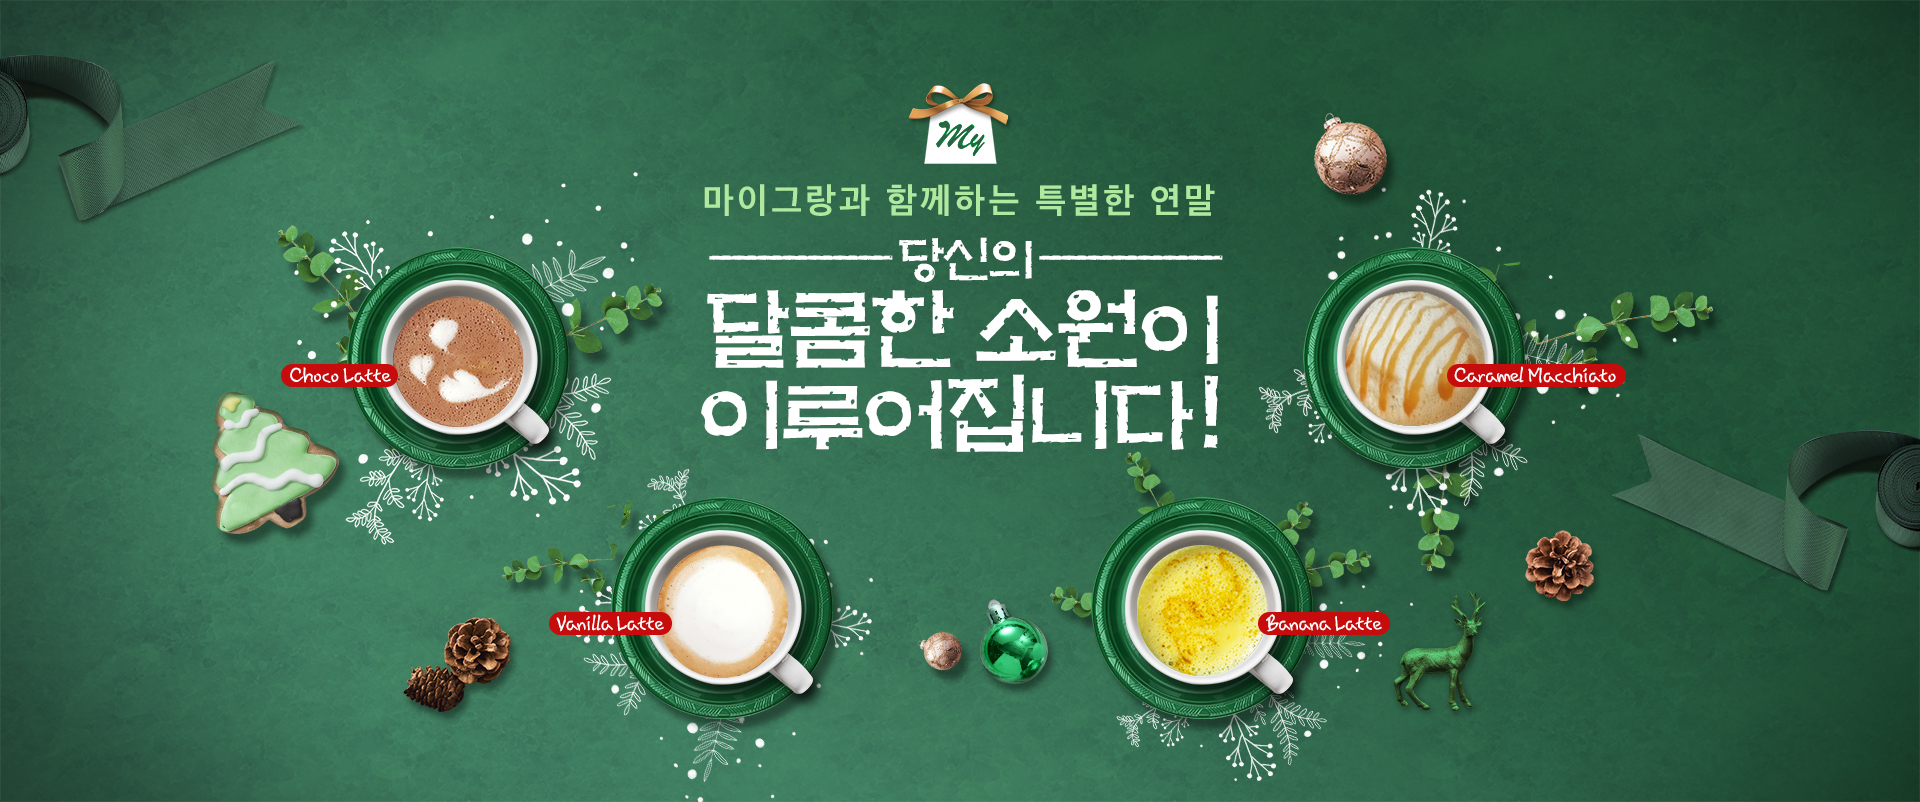 My
마이그랑과 함께하는 특별한 연말
당신의
달콤한 소원이
이루어집니다!
Choco Latte
Caramel Macchiato
Vanilla Latte
Banana Latte